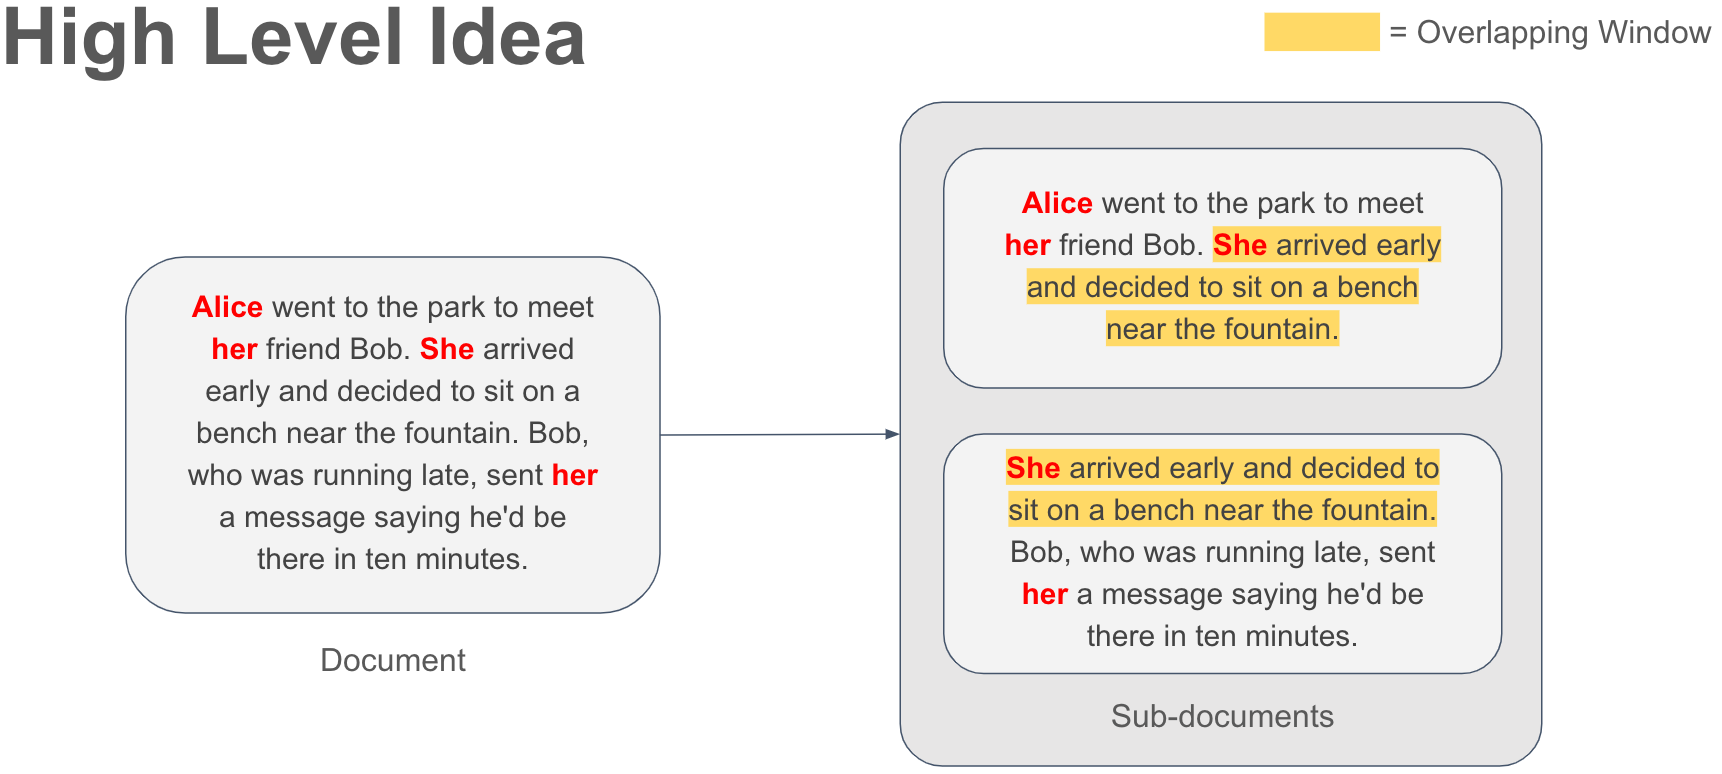 High Level Idea
= Overlapping Window
Alice went to the park to meet
her friend Bob. She arrived
early and decided to sit on a
bench near the fountain. Bob,
who was running late, sent her
a message saying he'd be
there in ten minutes.
Document
Alice went to the park to meet
her friend Bob. She arrived early
and decided to sit on a bench
near the fountain.
She arrived early and decided to
sit on a bench near the fountain.
Bob, who was running late, sent
her a message saying he'd be
there in ten minutes.
Sub-documents